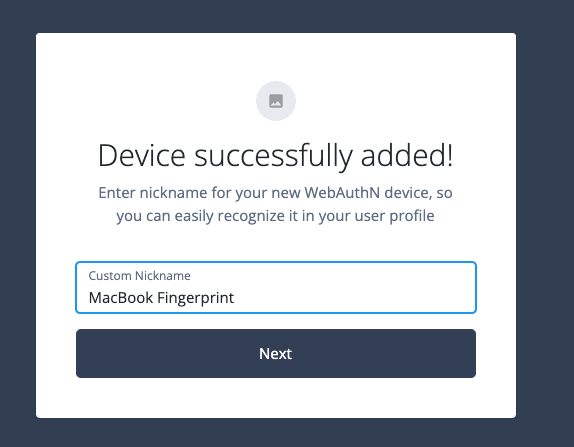 Device successfully added!
Enter nickname for your new WebAuthN device, so
you can easily recognize it in your user profile
Custom Nickname
MacBook Fingerprint
Next